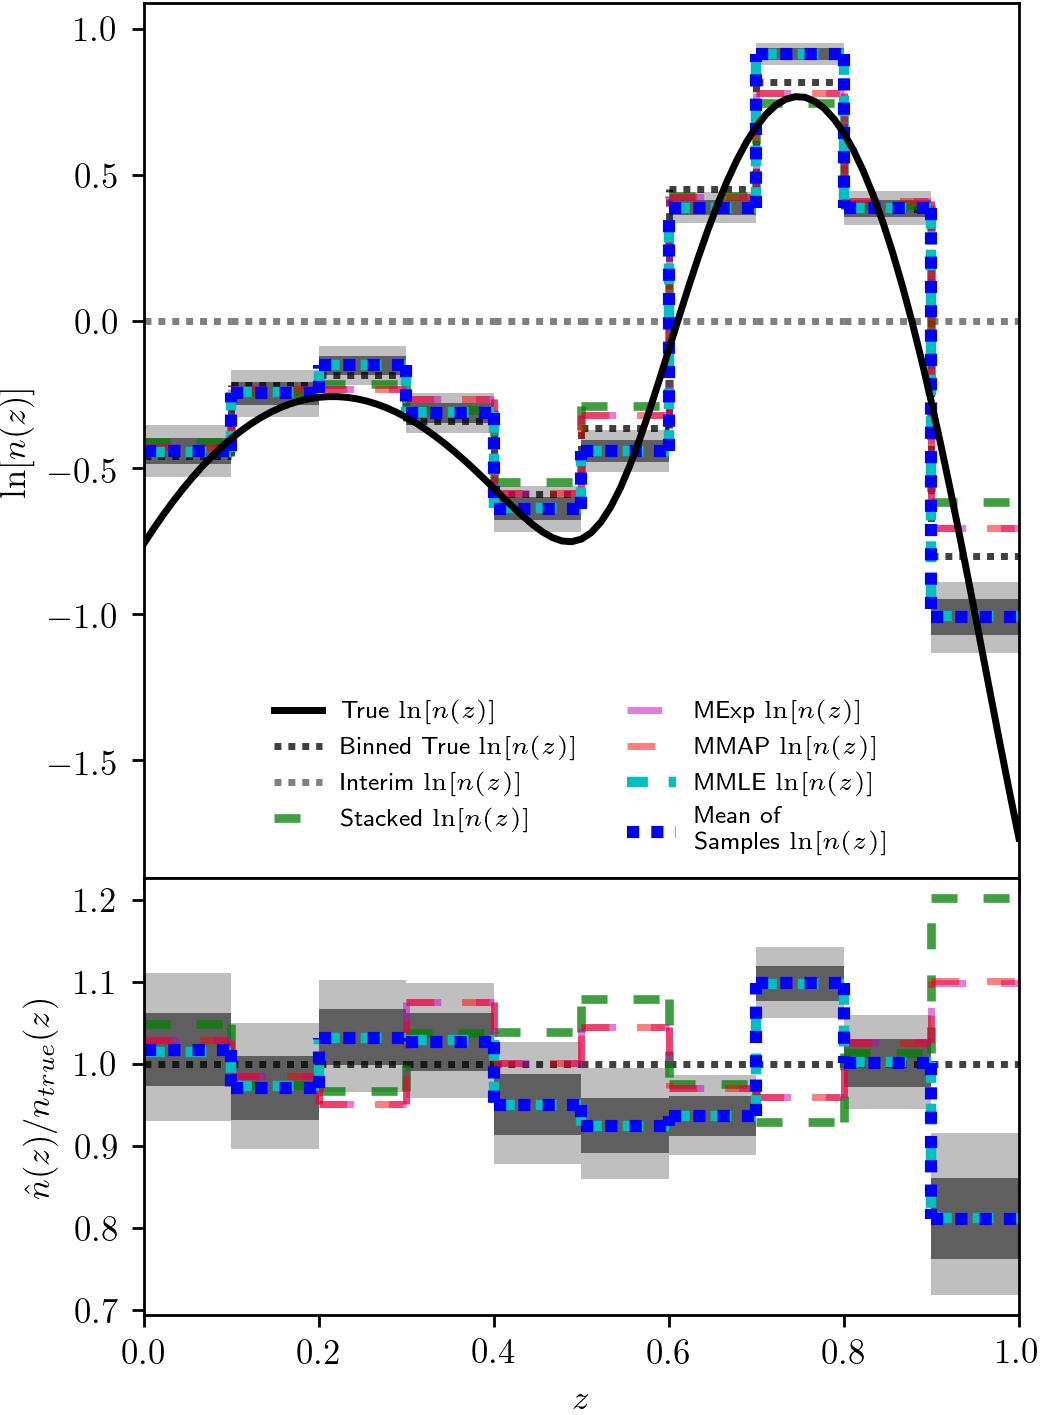 1.0
0.5
0.0
−0.5
−1.0
−1.5
ln[n(z)]
True ln[n(z)]
Binned True ln[n(z)]
Interim ln[n(z)]
Stacked ln[n(z)]
MExp ln[n(z)]
MMAP ln[n(z)]
MMLE ln[n(z)]
Mean of
Samples ln[n(z)]
1.2
1.1
1.0
0.9
0.8
0.7
n̂(z)/n_{true}(z)
0.0 0.2 0.4 0.6 0.8 1.0
z